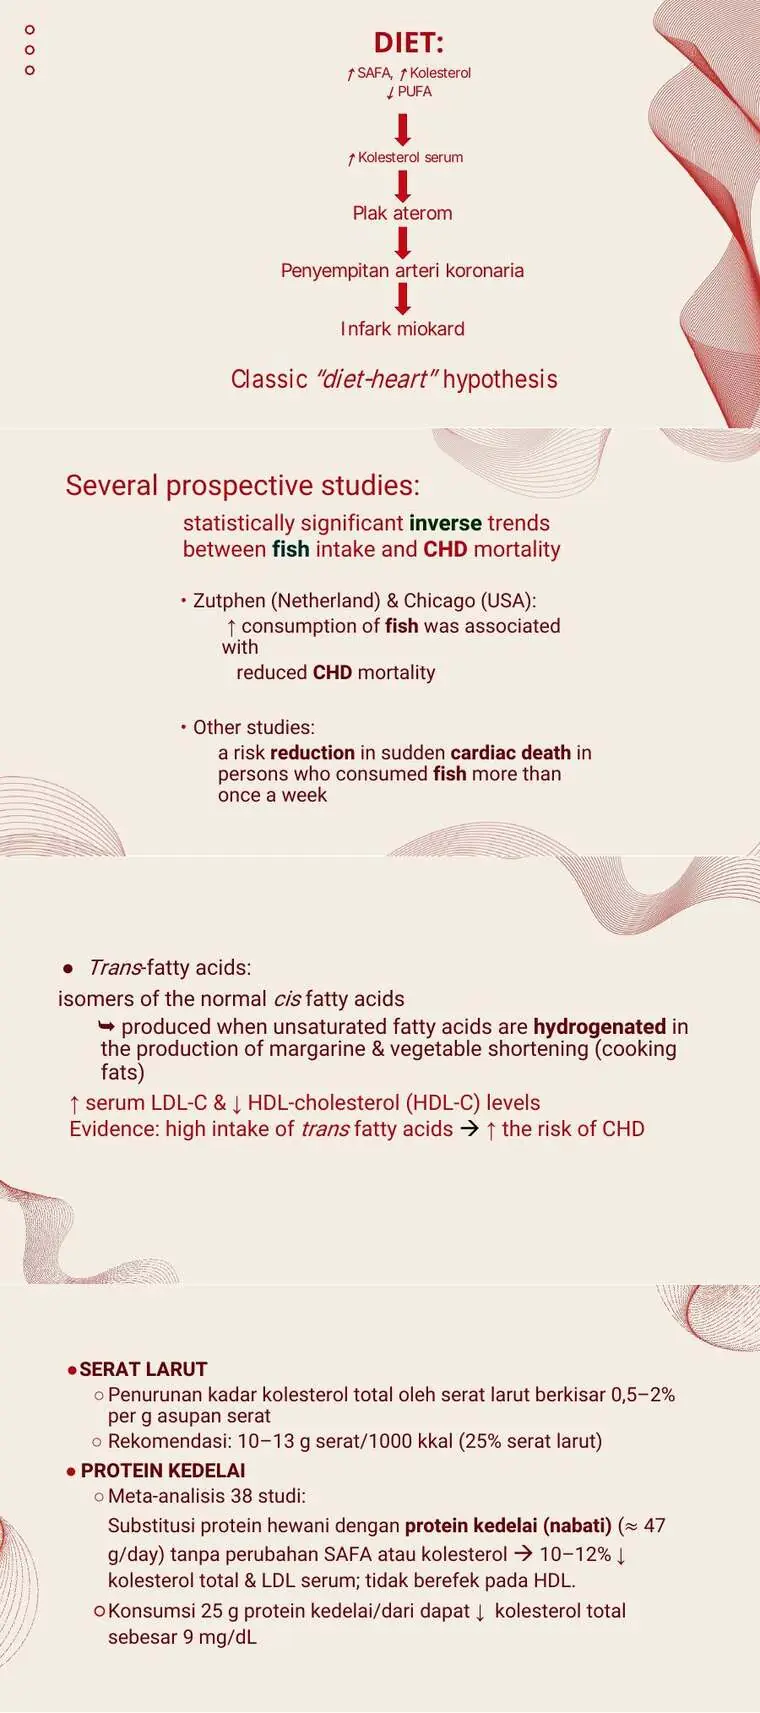 DIET:
↑ SAFA, ↑ Kolesterol
↓ PUFA
↑ Kolesterol serum
Plak aterom
Penyempitan arteri koronaria
Infark miokard
Classic "diet-heart" hypothesis
Several prospective studies:
statistically significant inverse trends
between fish intake and CHD mortality
• Zutphen (Netherland) & Chicago (USA):
↑ consumption of fish was associated
with
reduced CHD mortality
• Other studies:
a risk reduction in sudden cardiac death in
persons who consumed fish more than
once a week
● Trans-fatty acids:
isomers of the normal cis fatty acids
➥ produced when unsaturated fatty acids are hydrogenated in
the production of margarine & vegetable shortening (cooking
fats)
↑ serum LDL-C & ↓ HDL-cholesterol (HDL-C) levels
Evidence: high intake of trans fatty acids → ↑ the risk of CHD
● SERAT LARUT
○ Penurunan kadar kolesterol total oleh serat larut berkisar 0,5–2%
per g asupan serat
○ Rekomendasi: 10–13 g serat/1000 kkal (25% serat larut)
● PROTEIN KEDELAI
○ Meta-analisis 38 studi:
Substitusi protein hewani dengan protein kedelai (nabati) (≈ 47
g/day) tanpa perubahan SAFA atau kolesterol → 10–12% ↓
kolesterol total & LDL serum; tidak berefek pada HDL.
○ Konsumsi 25 g protein kedelai/dari dapat ↓ kolesterol total
sebesar 9 mg/dL